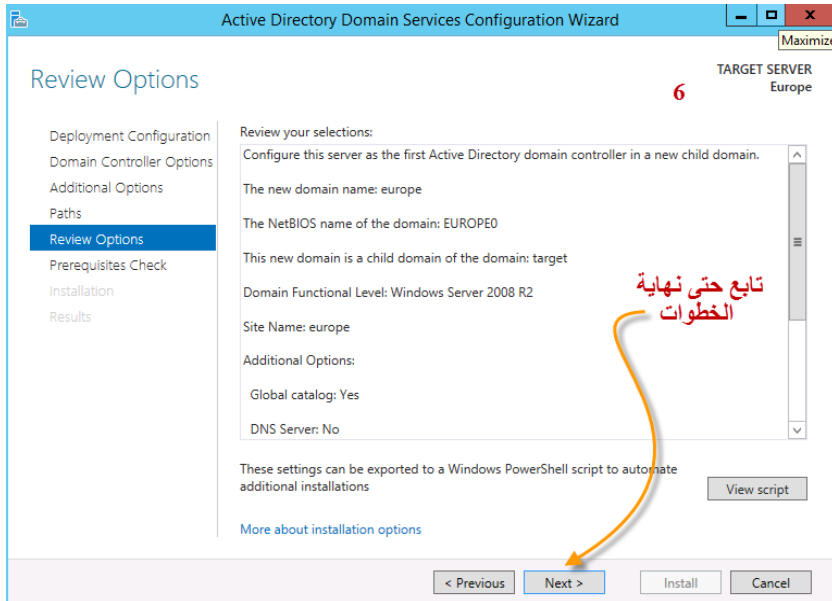 Active Directory Domain Services Configuration Wizard
Maximize
Review Options
TARGET SERVER
Europe
6
Deployment Configuration
Domain Controller Options
Additional Options
Paths
Review Options
Prerequisites Check
Installation
Results
Review your selections:
Configure this server as the first Active Directory domain controller in a new child domain.
The new domain name: europe
The NetBIOS name of the domain: EUROPE0
This new domain is a child domain of the domain: target
Domain Functional Level: Windows Server 2008 R2
Site Name: europe
Additional Options:
Global catalog: Yes
DNS Server: No
تابع حتى نهاية
الخطوات
These settings can be exported to a Windows PowerShell script to automate
additional installations
View script
More about installation options
< Previous
Next >
Install
Cancel